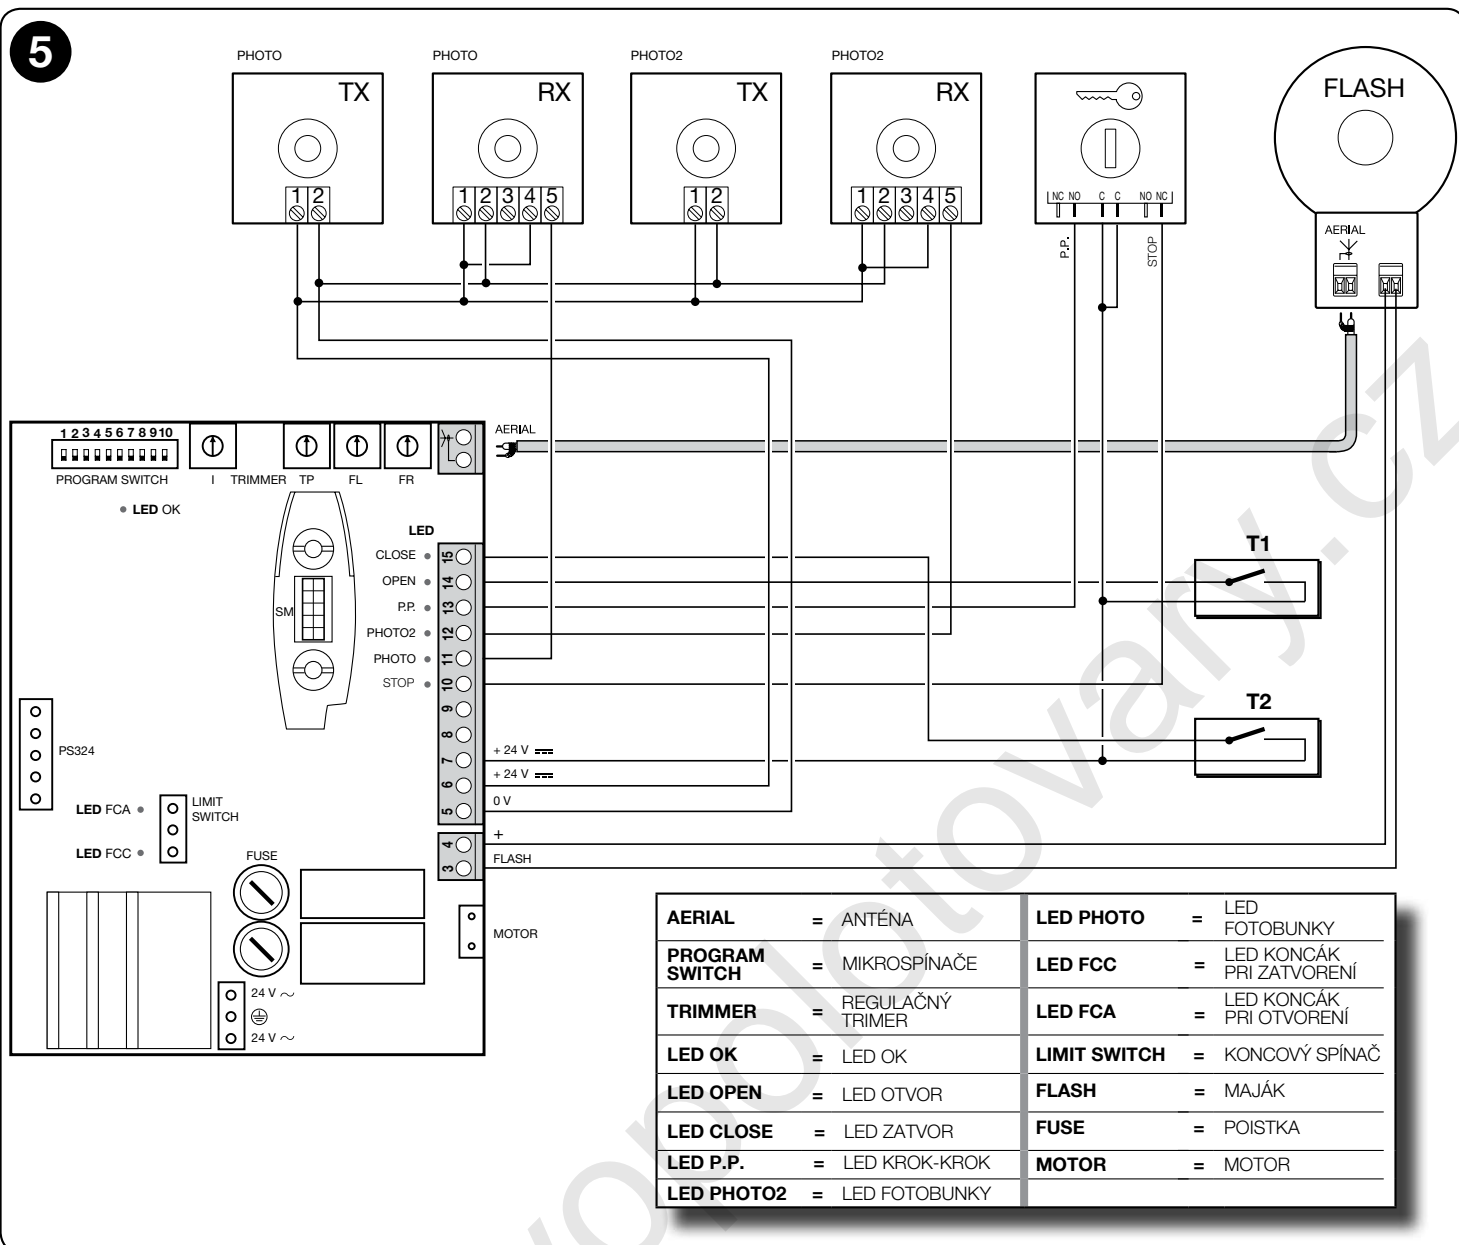 5
PHOTO
PHOTO
PHOTO2
PHOTO2
TX
RX
TX
RX
FLASH
1 2
1 2 3 4 5
1 2
1 2 3 4 5
NC NO C C NO NC
P.P.
STOP
AERIAL
1 2 3 4 5 6 7 8 9 10
PROGRAM SWITCH
I TRIMMER TP FL FR
AERIAL
LED OK
LED
CLOSE 15
OPEN 14
P.P. 13
PHOTO2 12
PHOTO 11
STOP 10
9
8
7 + 24 V
6 + 24 V
5 0 V
4 +
3 FLASH
SM
T1
T2
PS324
LED FCA
LED FCC
LIMIT
SWITCH
FUSE
MOTOR
24 V ~
24 V ~
AERIAL = ANTÉNA
PROGRAM
SWITCH = MIKROSPÍNAČE
TRIMMER = REGULAČNÝ
TRIMER
LED OK = LED OK
LED OPEN = LED OTVOR
LED CLOSE = LED ZATVOR
LED P.P. = LED KROK-KROK
LED PHOTO2 = LED FOTOBUNKY
LED PHOTO = LED
FOTOBUNKY
LED FCC = LED KONCÁK
PRI ZATVORENÍ
LED FCA = LED KONCÁK
PRI OTVORENÍ
LIMIT SWITCH = KONCOVÝ SPÍNAČ
FLASH = MAJÁK
FUSE = POISTKA
MOTOR = MOTOR
vopolotovary.cz